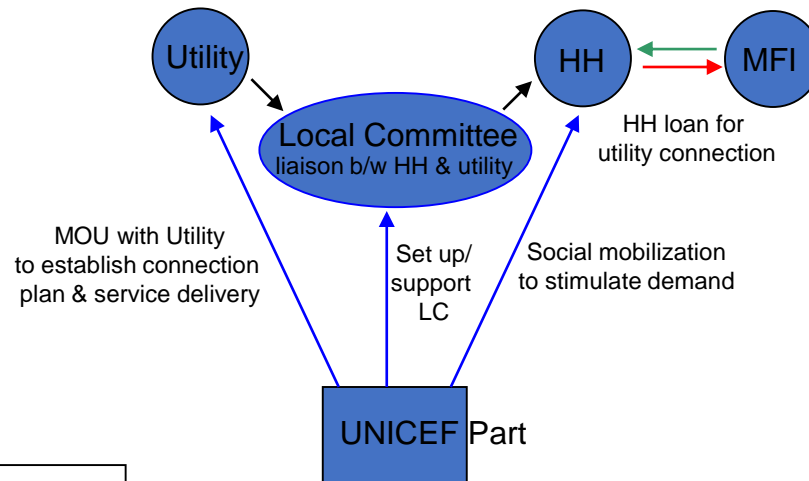 Utility
HH
MFI
Local Committee
liaison b/w HH & utility
HH loan for
utility connection
MOU with Utility
to establish connection
plan & service delivery
Set up/
support
LC
Social mobilization
to stimulate demand
UNICEF Part